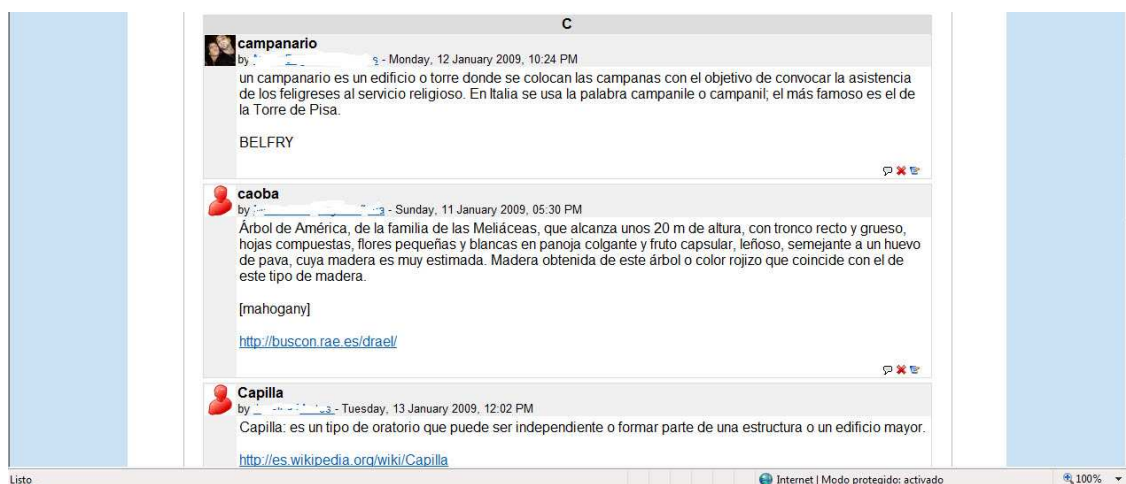 C
campanario
by - Monday, 12 January 2009, 10:24 PM
un campanario es un edificio o torre donde se colocan las campanas con el objetivo de convocar la asistencia
de los feligreses al servicio religioso. En Italia se usa la palabra campanile o campanil; el más famoso es el de
la Torre de Pisa.
BELFRY
caoba
by - Sunday, 11 January 2009, 05:30 PM
Árbol de América, de la familia de las Meliáceas, que alcanza unos 20 m de altura, con tronco recto y grueso,
hojas compuestas, flores pequeñas y blancas en panoja colgante y fruto capsular, leñoso, semejante a un huevo
de pava, cuya madera es muy estimada. Madera obtenida de este árbol o color rojizo que coincide con el de
este tipo de madera.
[mahogany]
http://buscon.rae.es/drael/
Capilla
by - Tuesday, 13 January 2009, 12:02 PM
Capilla: es un tipo de oratorio que puede ser independiente o formar parte de una estructura o un edificio mayor.
http://es.wikipedia.org/wiki/Capilla
Listo
Internet | Modo protegido: activado
100%